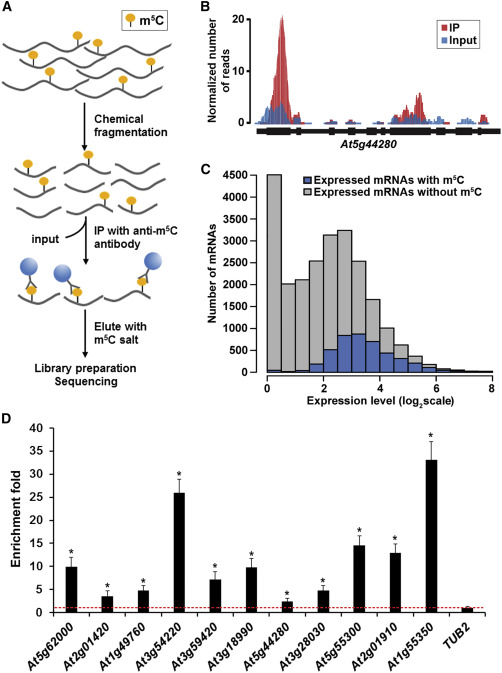 A
m⁵C
Chemical
fragmentation
input
IP with anti-m⁵C
antibody
Elute with
m⁵C salt
Library preparation
Sequencing
B
Normalized number
of reads
20
10
0
IP
Input
At5g44280
C
Expressed mRNAs with m⁵C
Expressed mRNAs without m⁵C
Number of mRNAs
4500
4000
3500
3000
2500
2000
1500
1000
500
0
0 2 4 6 8
Expression level (log₂scale)
D
Enrichment fold
40
35
30
25
20
15
10
5
0
* * * * * * * * * * *
At5g62000
At2g01420
At1g49760
At3g54220
At3g59420
At3g18990
At5g44280
At3g28030
At5g55300
At2g01910
At1g55350
TUB2